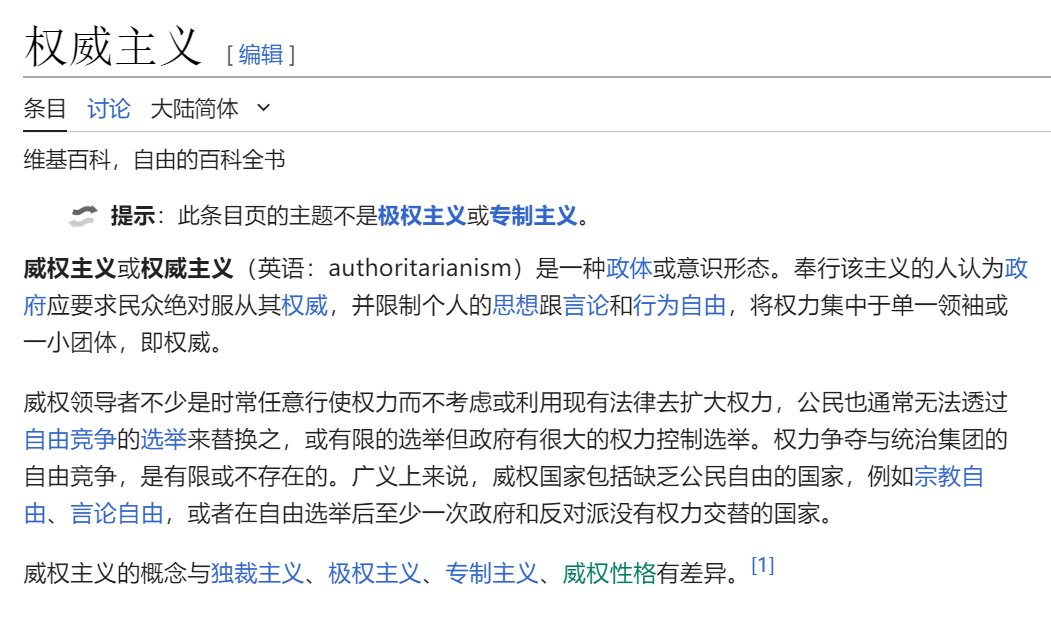 权威主义 [编辑]
条目 讨论 大陆简体
维基百科，自由的百科全书
提示：此条目页的主题不是极权主义或专制主义。
威权主义或权威主义（英语：authoritarianism）是一种政体或意识形态。奉行该主义的人认为政
府应要求民众绝对服从其权威，并限制个人的思想跟言论和行为自由，将权力集中于单一领袖或
一小团体，即权威。
威权领导者不少是时常任意行使权力而不考虑或利用现有法律去扩大权力，公民也通常无法透过
自由竞争的选举来替换之，或有限的选举但政府有很大的权力控制选举。权力争夺与统治集团的
自由竞争，是有限或不存在的。广义上来说，威权国家包括缺乏公民自由的国家，例如宗教自
由、言论自由，或者在自由选举后至少一次政府和反对派没有权力交替的国家。
威权主义的概念与独裁主义、极权主义、专制主义、威权性格有差异。[1]